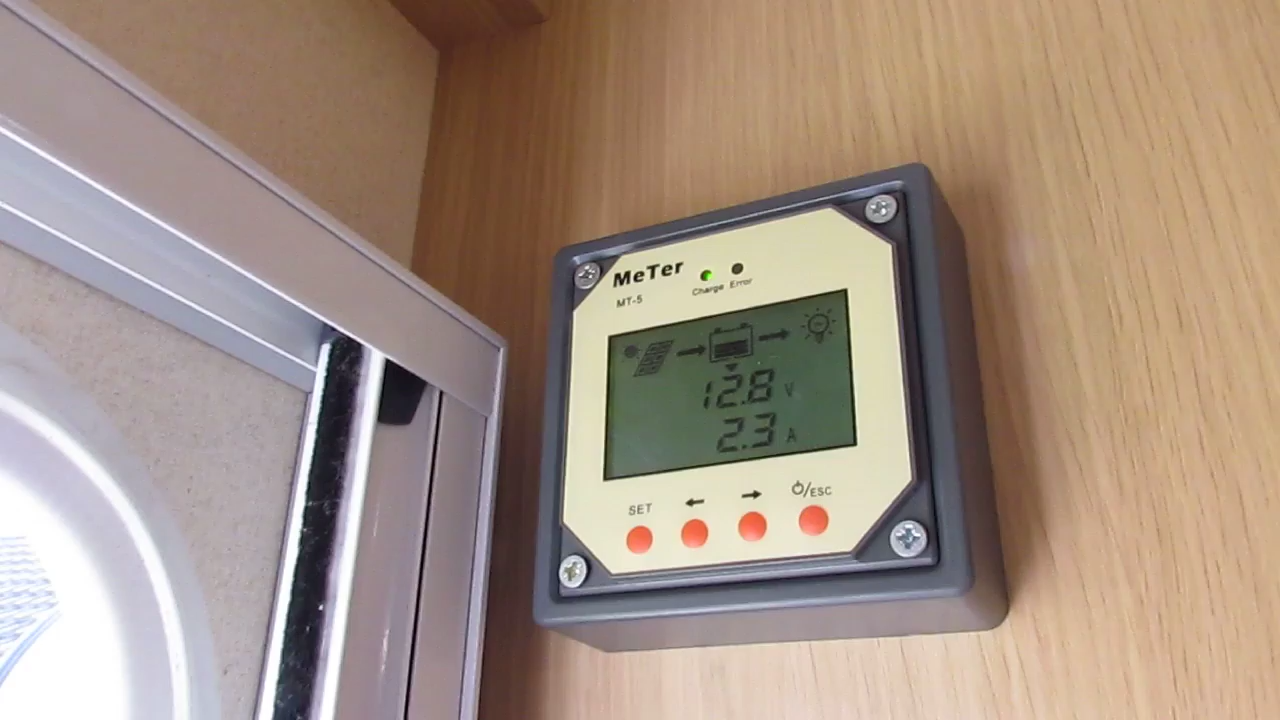 MeTer
MT-5
Charge Error
12.8 V
2.3 A
SET ← → ⏻/ESC